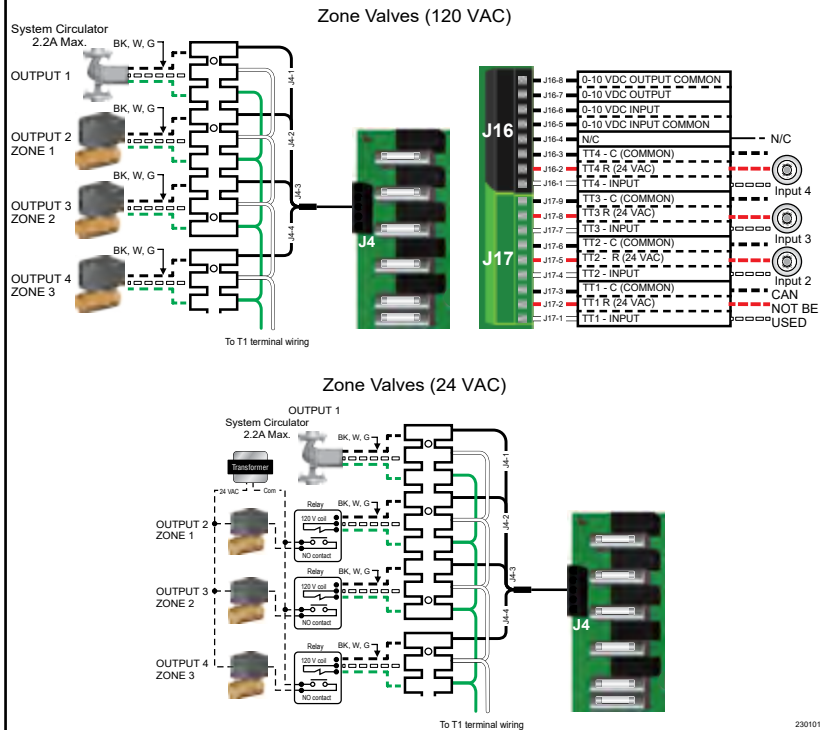 Zone Valves (120 VAC)
System Circulator
2.2A Max.
BK, W, G
OUTPUT 1
BK, W, G
OUTPUT 2
ZONE 1
BK, W, G
OUTPUT 3
ZONE 2
BK, W, G
OUTPUT 4
ZONE 3
J4-1
J4-2
J4-3
J4-4
J4
To T1 terminal wiring
J16
J17
J16-8 0-10 VDC OUTPUT COMMON
J16-7 0-10 VDC OUTPUT
J16-6 0-10 VDC INPUT
J16-5 0-10 VDC INPUT COMMON
J16-4 N/C N/C
J16-3 TT4 - C (COMMON)
J16-2 TT4 R (24 VAC)
J16-1 TT4 - INPUT
Input 4
J17-9 TT3 - C (COMMON)
J17-8 TT3 R (24 VAC)
J17-7 TT3 - INPUT
Input 3
J17-6 TT2 - C (COMMON)
J17-5 TT2 - R (24 VAC)
J17-4 TT2 - INPUT
Input 2
J17-3 TT1 - C (COMMON)
J17-2 TT1 R (24 VAC)
J17-1 TT1 - INPUT
CAN
NOT BE
USED
Zone Valves (24 VAC)
OUTPUT 1
System Circulator
2.2A Max.
BK, W, G
Transformer
24 VAC
Com
OUTPUT 2
ZONE 1
Relay
120 V coil
NO contact
BK, W, G
OUTPUT 3
ZONE 2
Relay
120 V coil
NO contact
BK, W, G
OUTPUT 4
ZONE 3
Relay
120 V coil
NO contact
BK, W, G
J4-1
J4-2
J4-3
J4-4
J4
To T1 terminal wiring
230101